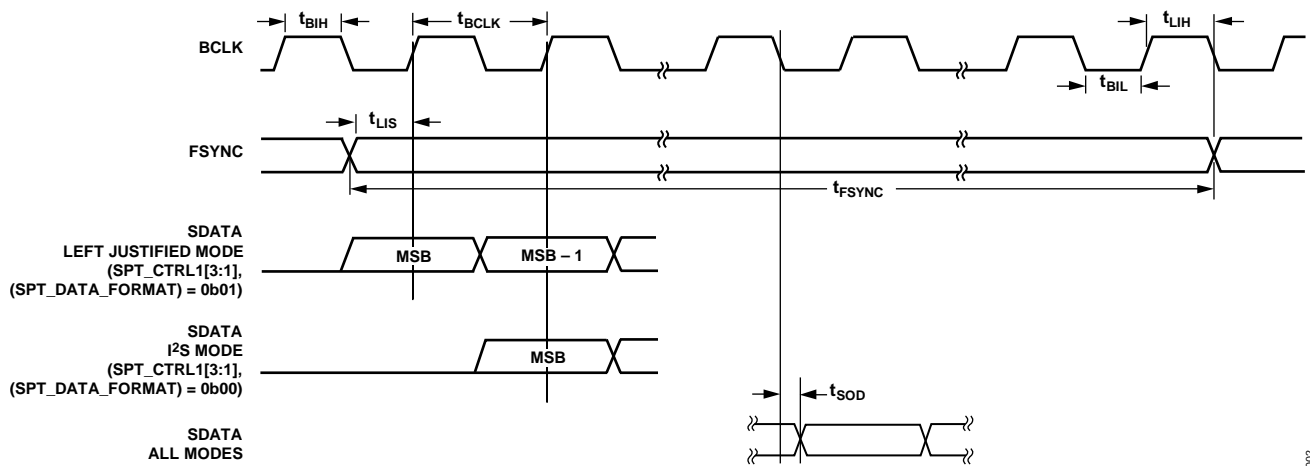 tBIH
tBCLK
tLIH
BCLK
tBIL
tLIS
FSYNC
tFSYNC
SDATA
LEFT JUSTIFIED MODE
(SPT_CTRL1[3:1],
(SPT_DATA_FORMAT) = 0b01)
MSB
MSB – 1
SDATA
I2S MODE
(SPT_CTRL1[3:1],
(SPT_DATA_FORMAT) = 0b00)
MSB
tSOD
SDATA
ALL MODES